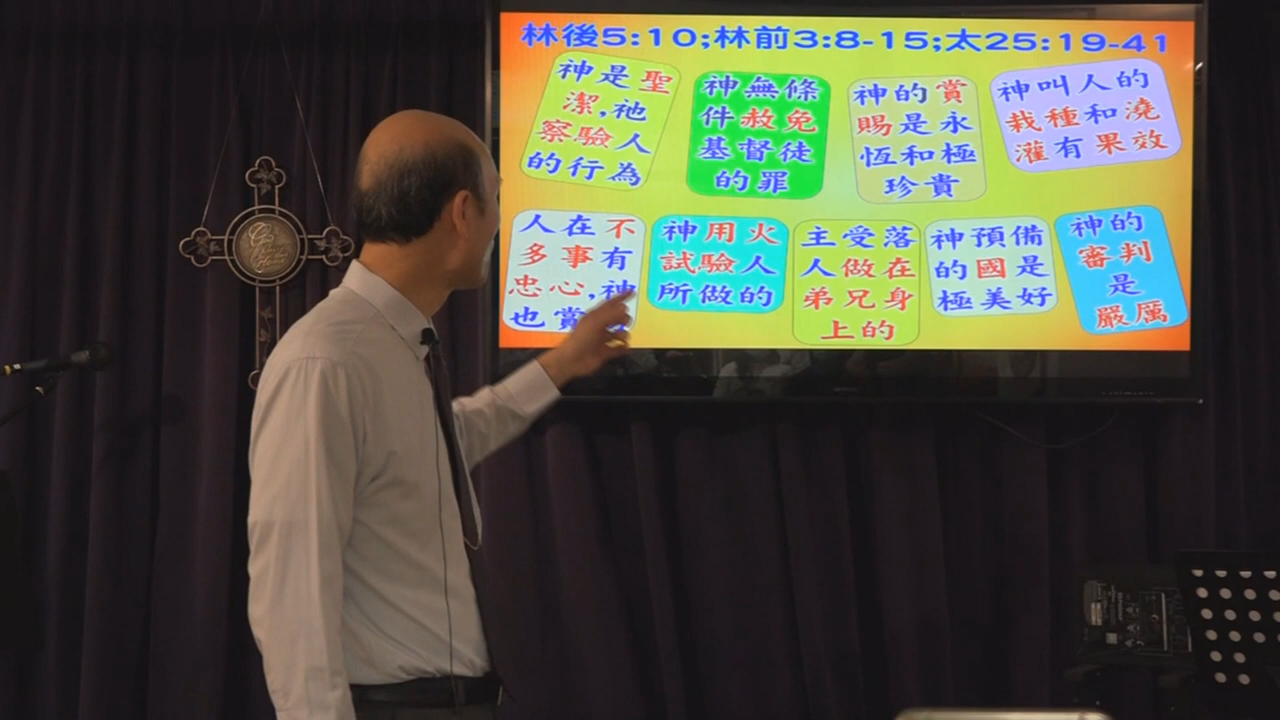 林後5:10;林前3:8-15;太25:19-41
神是聖
潔,祂
察驗人
的行為
神無條
件赦免
基督徒
的罪
神的賞
賜是永
恆和極
珍貴
神叫人的
栽種和澆
灌有果效
人在不
多事有
忠心,神
也賞
神用火
試驗人
所做的
主受落
人做在
弟兄身
上的
神預備
的國是
極美好
神的
審判
是
嚴厲